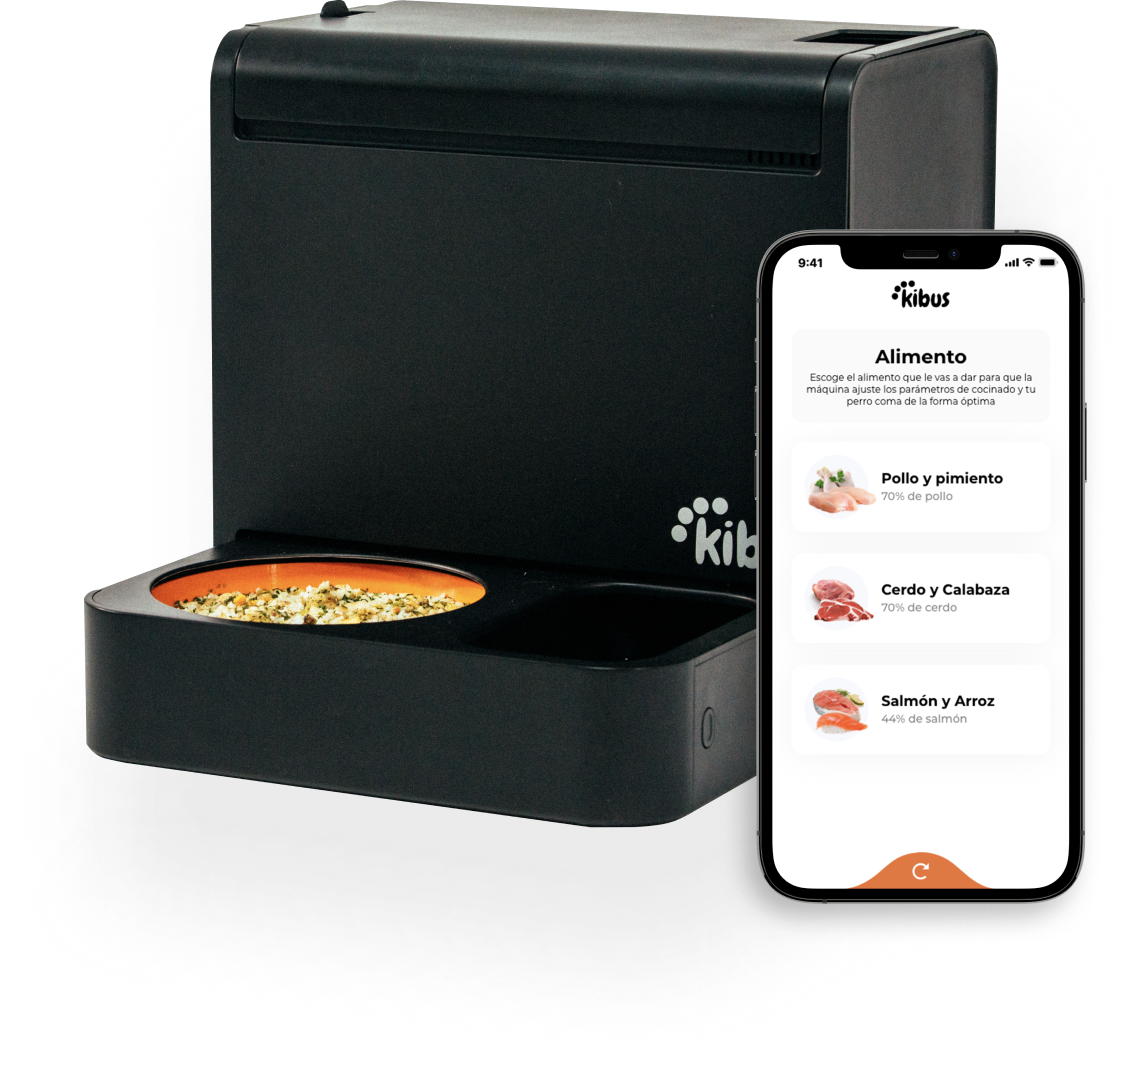 kib
9:41
kibus
Alimento
Escoge el alimento que le vas a dar para que la
máquina ajuste los parámetros de cocinado y tu
perro coma de la forma óptima
Pollo y pimiento
70% de pollo
Cerdo y Calabaza
70% de cerdo
Salmón y Arroz
44% de salmón